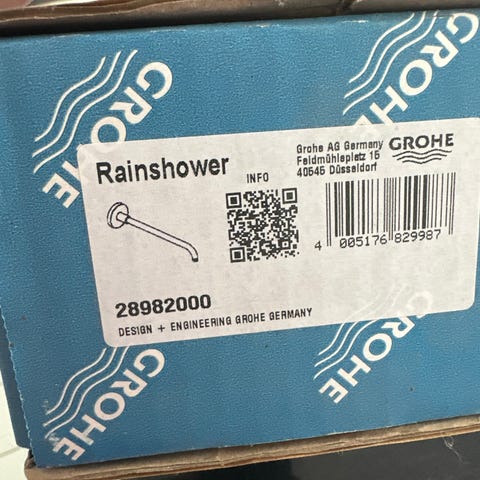 GROHE
GROHE
Rainshower
INFO
Grohe AG Germany
Feldmühleplatz 15
40545 Düsseldorf
GROHE
4 005176 829987
28982000
DESIGN + ENGINEERING GROHE GERMANY
GROHE
GROHE